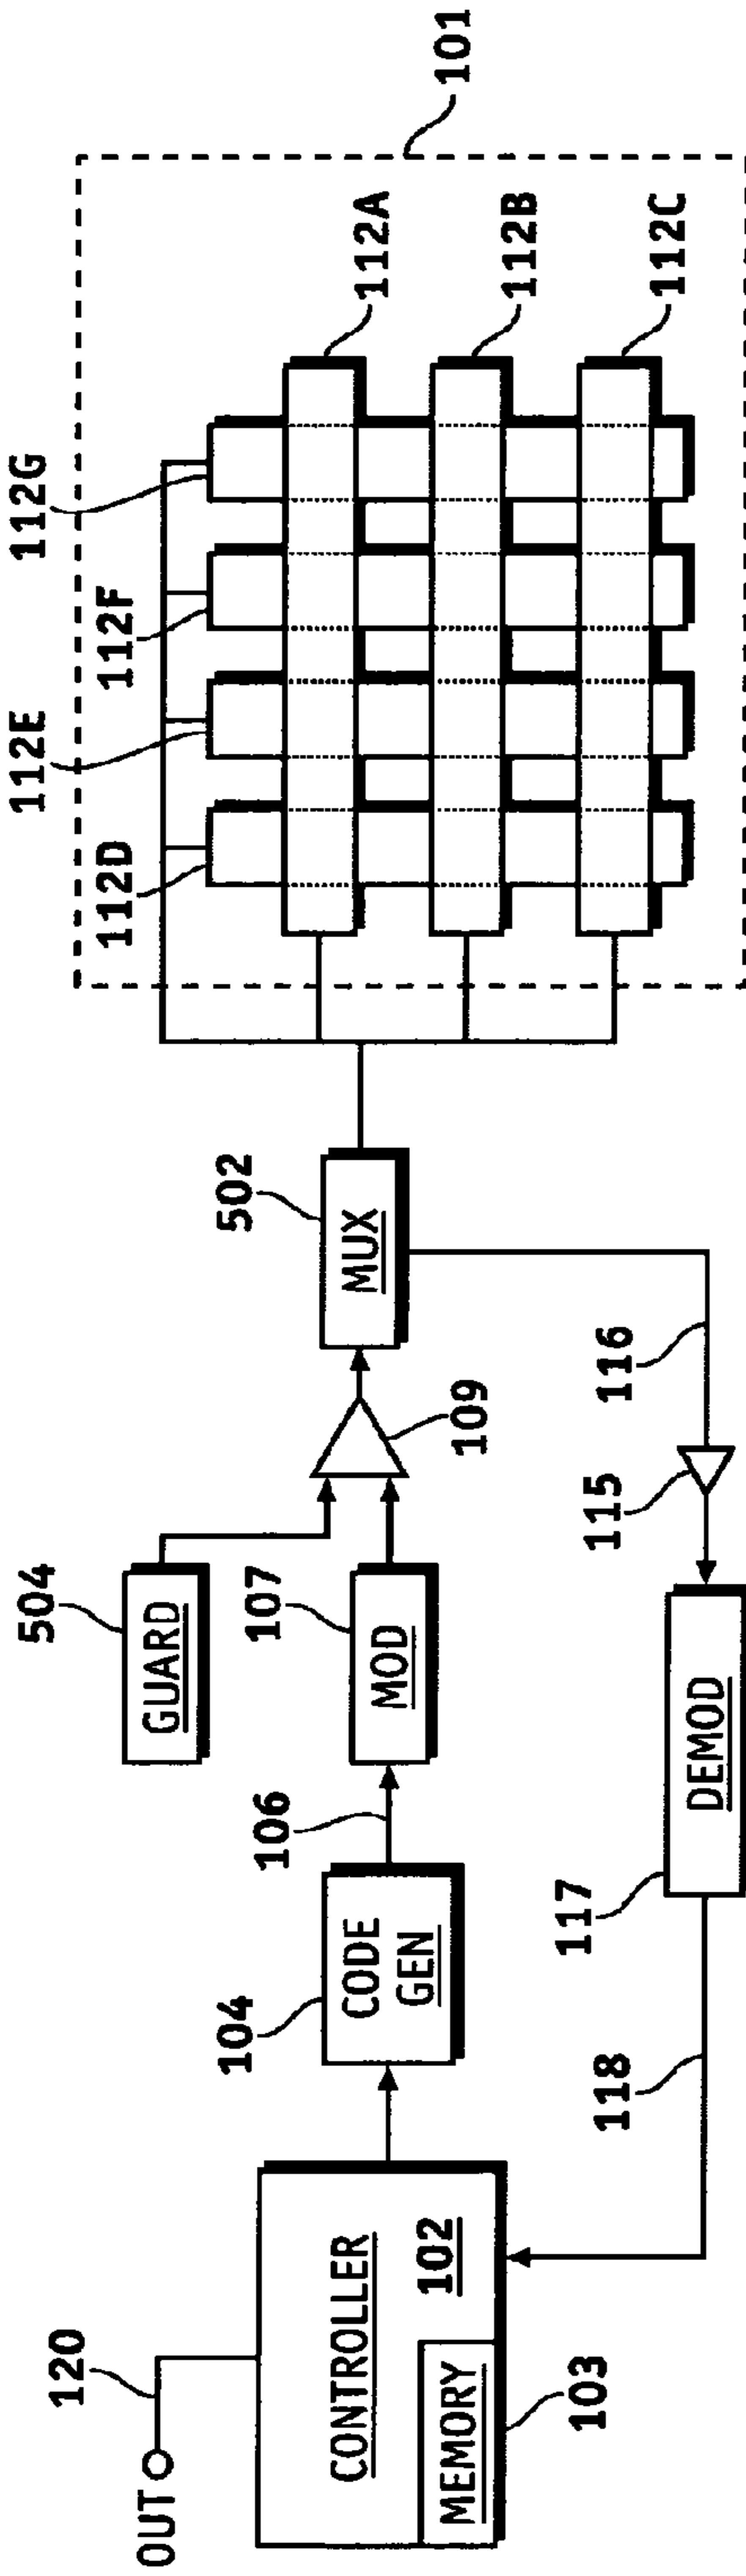 OUT
120
CONTROLLER
102
MEMORY
103
104
CODE
GEN
106
504
GUARD
107
MOD
109
502
MUX
116
115
117
DEMOD
118
112D
112E
112F
112G
112A
112B
112C
101